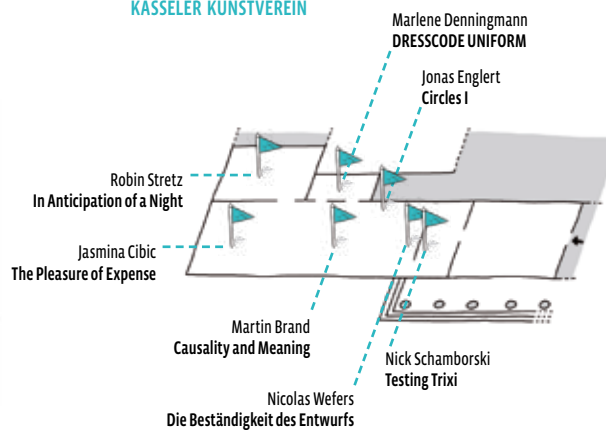 KASSELER KUNSTVEREIN
Marlene Denningmann
DRESSCODE UNIFORM
Jonas Englert
Circles I
Robin Stretz
In Anticipation of a Night
Jasmina Cibic
The Pleasure of Expense
Martin Brand
Causality and Meaning
Nick Schamborski
Testing Trixi
Nicolas Wefers
Die Beständigkeit des Entwurfs